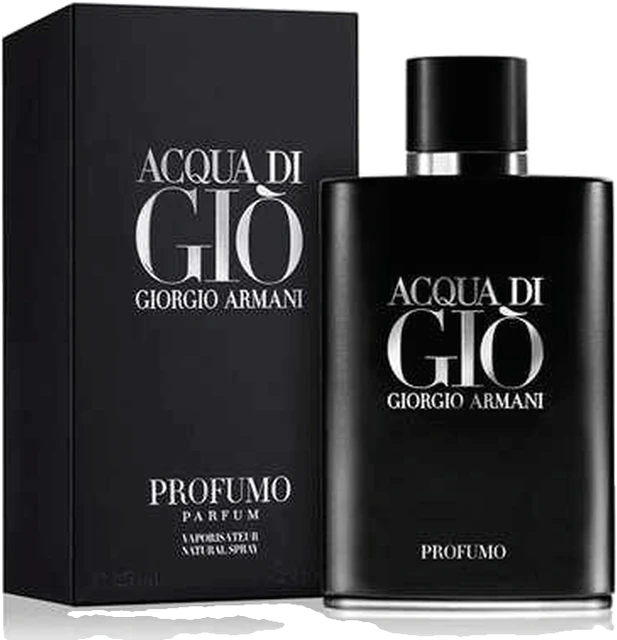 ACQUA DI
GIÒ
GIORGIO ARMANI
PROFUMO
PARFUM
VAPORISATEUR
NATURAL SPRAY
ACQUA DI
GIÒ
GIORGIO ARMANI
PROFUMO